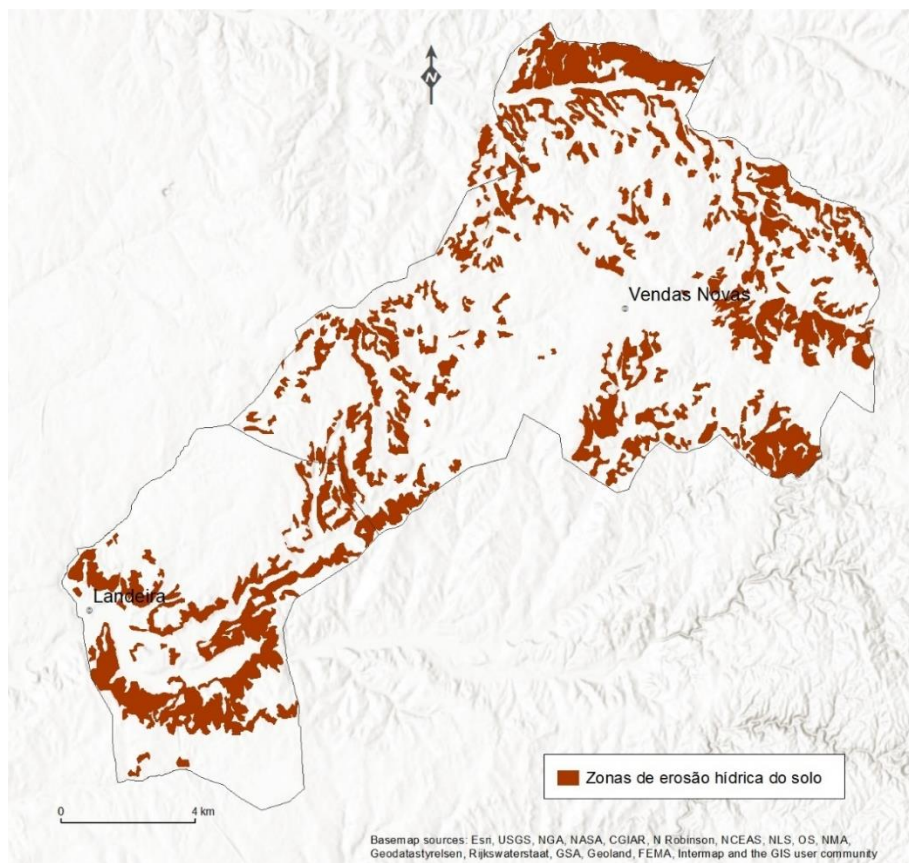 N
Vendas Novas
Landeira
Zonas de erosão hídrica do solo
0 4 km
Basemap sources: Esri, USGS, NGA, NASA, CGIAR, N Robinson, NCEAS, NLS, OS, NMA,
Geodatastyrelsen, Rijkswaterstaat, GSA, Geoland, FEMA, Intermap and the GIS user community